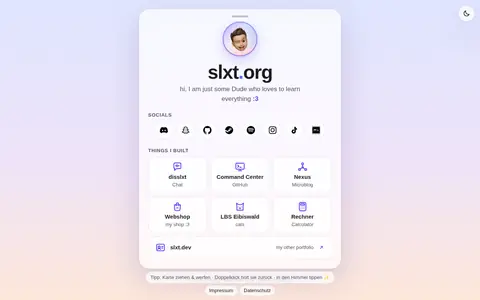 slxt.org
hi, I am just some Dude who loves to learn
everything :3
SOCIALS
THINGS I BUILT
disslxt
Chat
Command Center
GitHub
Nexus
Microblog
Webshop
my shop :3
LBS Eibiswald
cats
Rechner
Calculator
slxt.dev
my other portfolio ↗
Tipp: Karte ziehen & werfen · Doppelklick holt sie zurück · in den Himmel tippen ✨
Impressum
Datenschutz